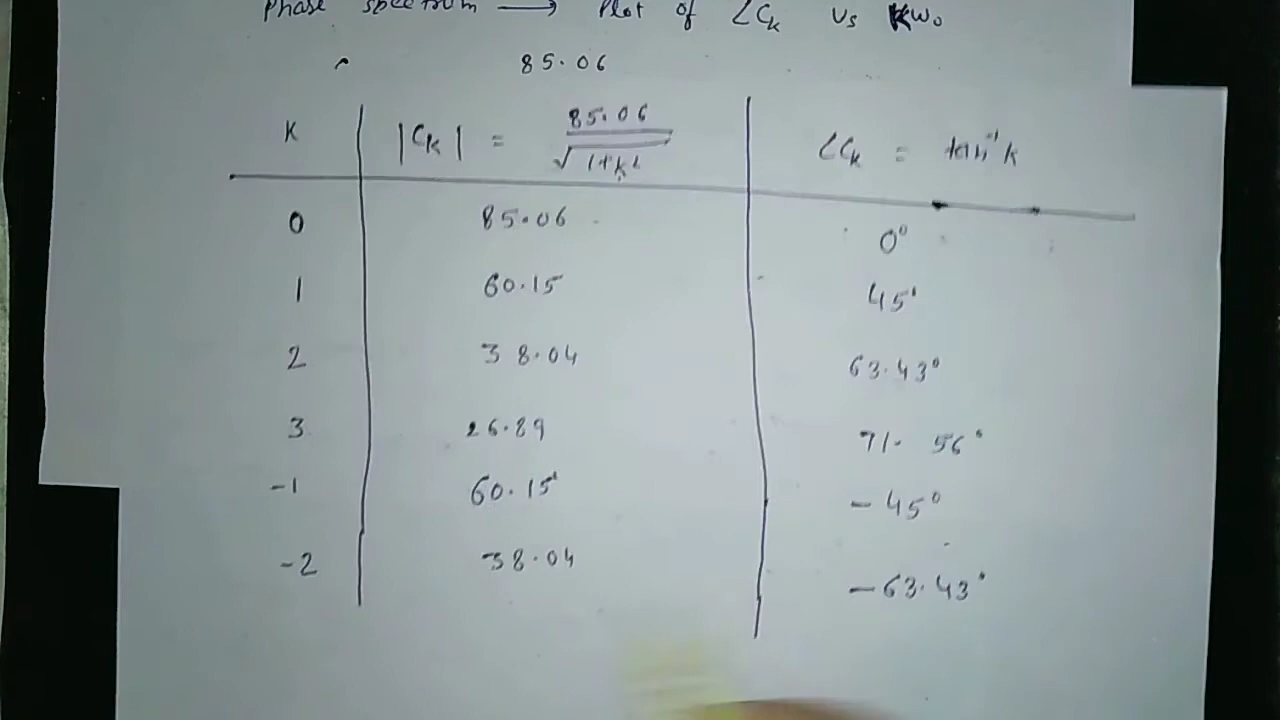 Phase spectrum → Plot of ∠Ck vs Kω₀
85.06
K |Ck| = 85.06/√(1+k²) ∠Ck = tan⁻¹k
0 85.06 0°
1 60.15 45°
2 38.04 63.43°
3 26.89 71.56°
-1 60.15 -45°
-2 38.04 -63.43°